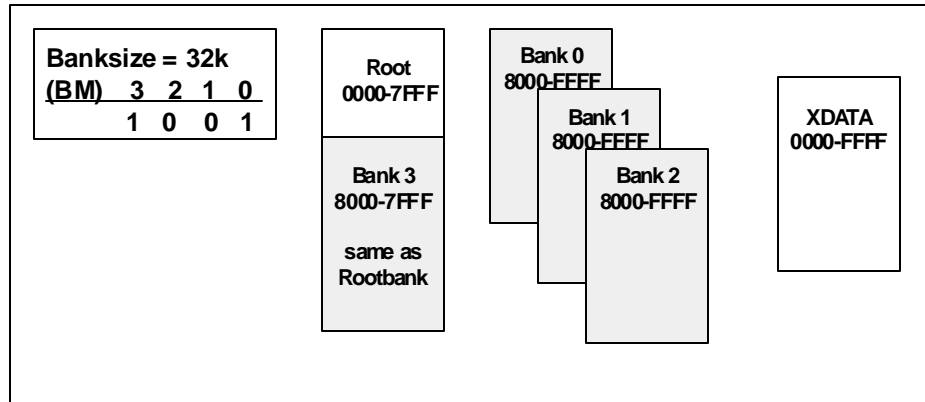 Banksize = 32k
(BM) 3 2 1 0
1 0 0 1
Root
0000-7FFF
Bank 3
8000-7FFF
same as
Rootbank
Bank 0
8000-FFFF
Bank 1
8000-FFFF
Bank 2
8000-FFFF
XDATA
0000-FFFF